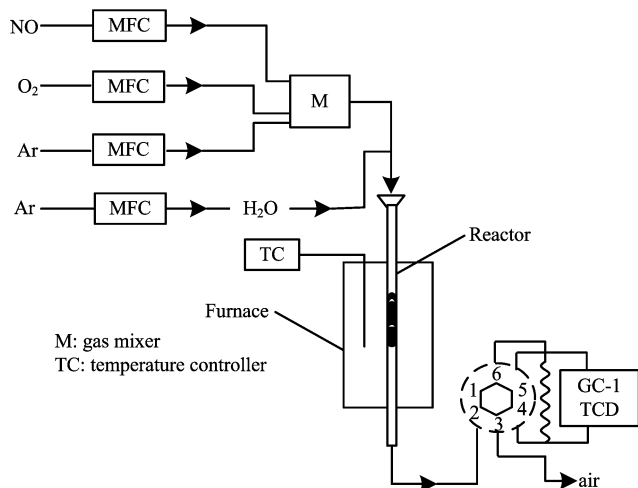 NO
MFC
O₂
MFC
M
Ar
MFC
Ar
MFC
H₂O
TC
Reactor
Furnace
M: gas mixer
TC: temperature controller
6
1
5
2
4
3
GC-1
TCD
air